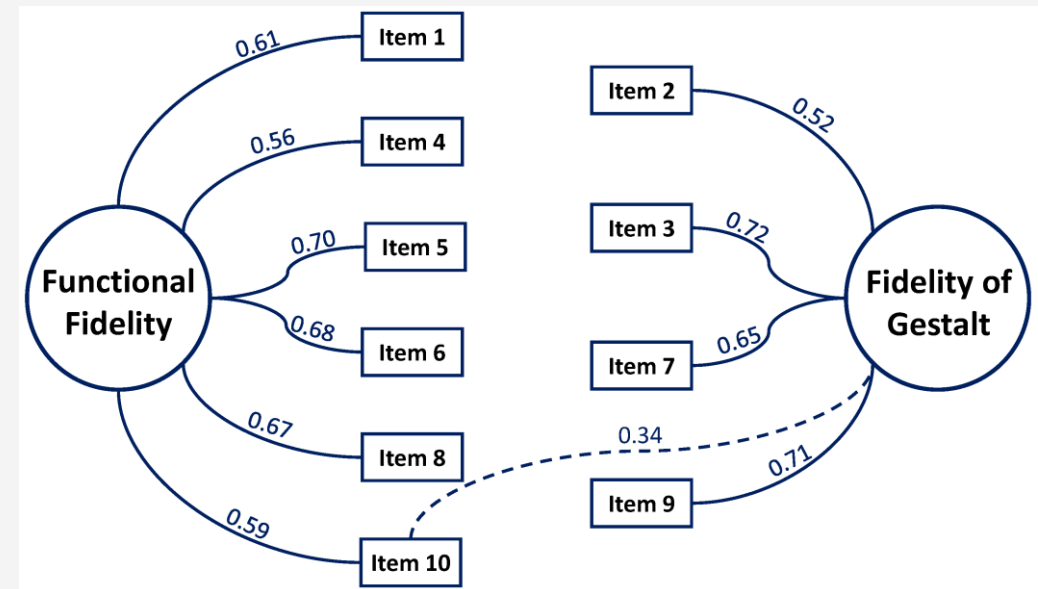 0.61
Item 1
0.56
Item 4
0.70
Item 5
Functional
Fidelity
0.68
Item 6
0.67
Item 8
0.59
Item 10
Item 2
0.52
Item 3
0.72
Fidelity of
Gestalt
Item 7
0.65
0.34
Item 9
0.71